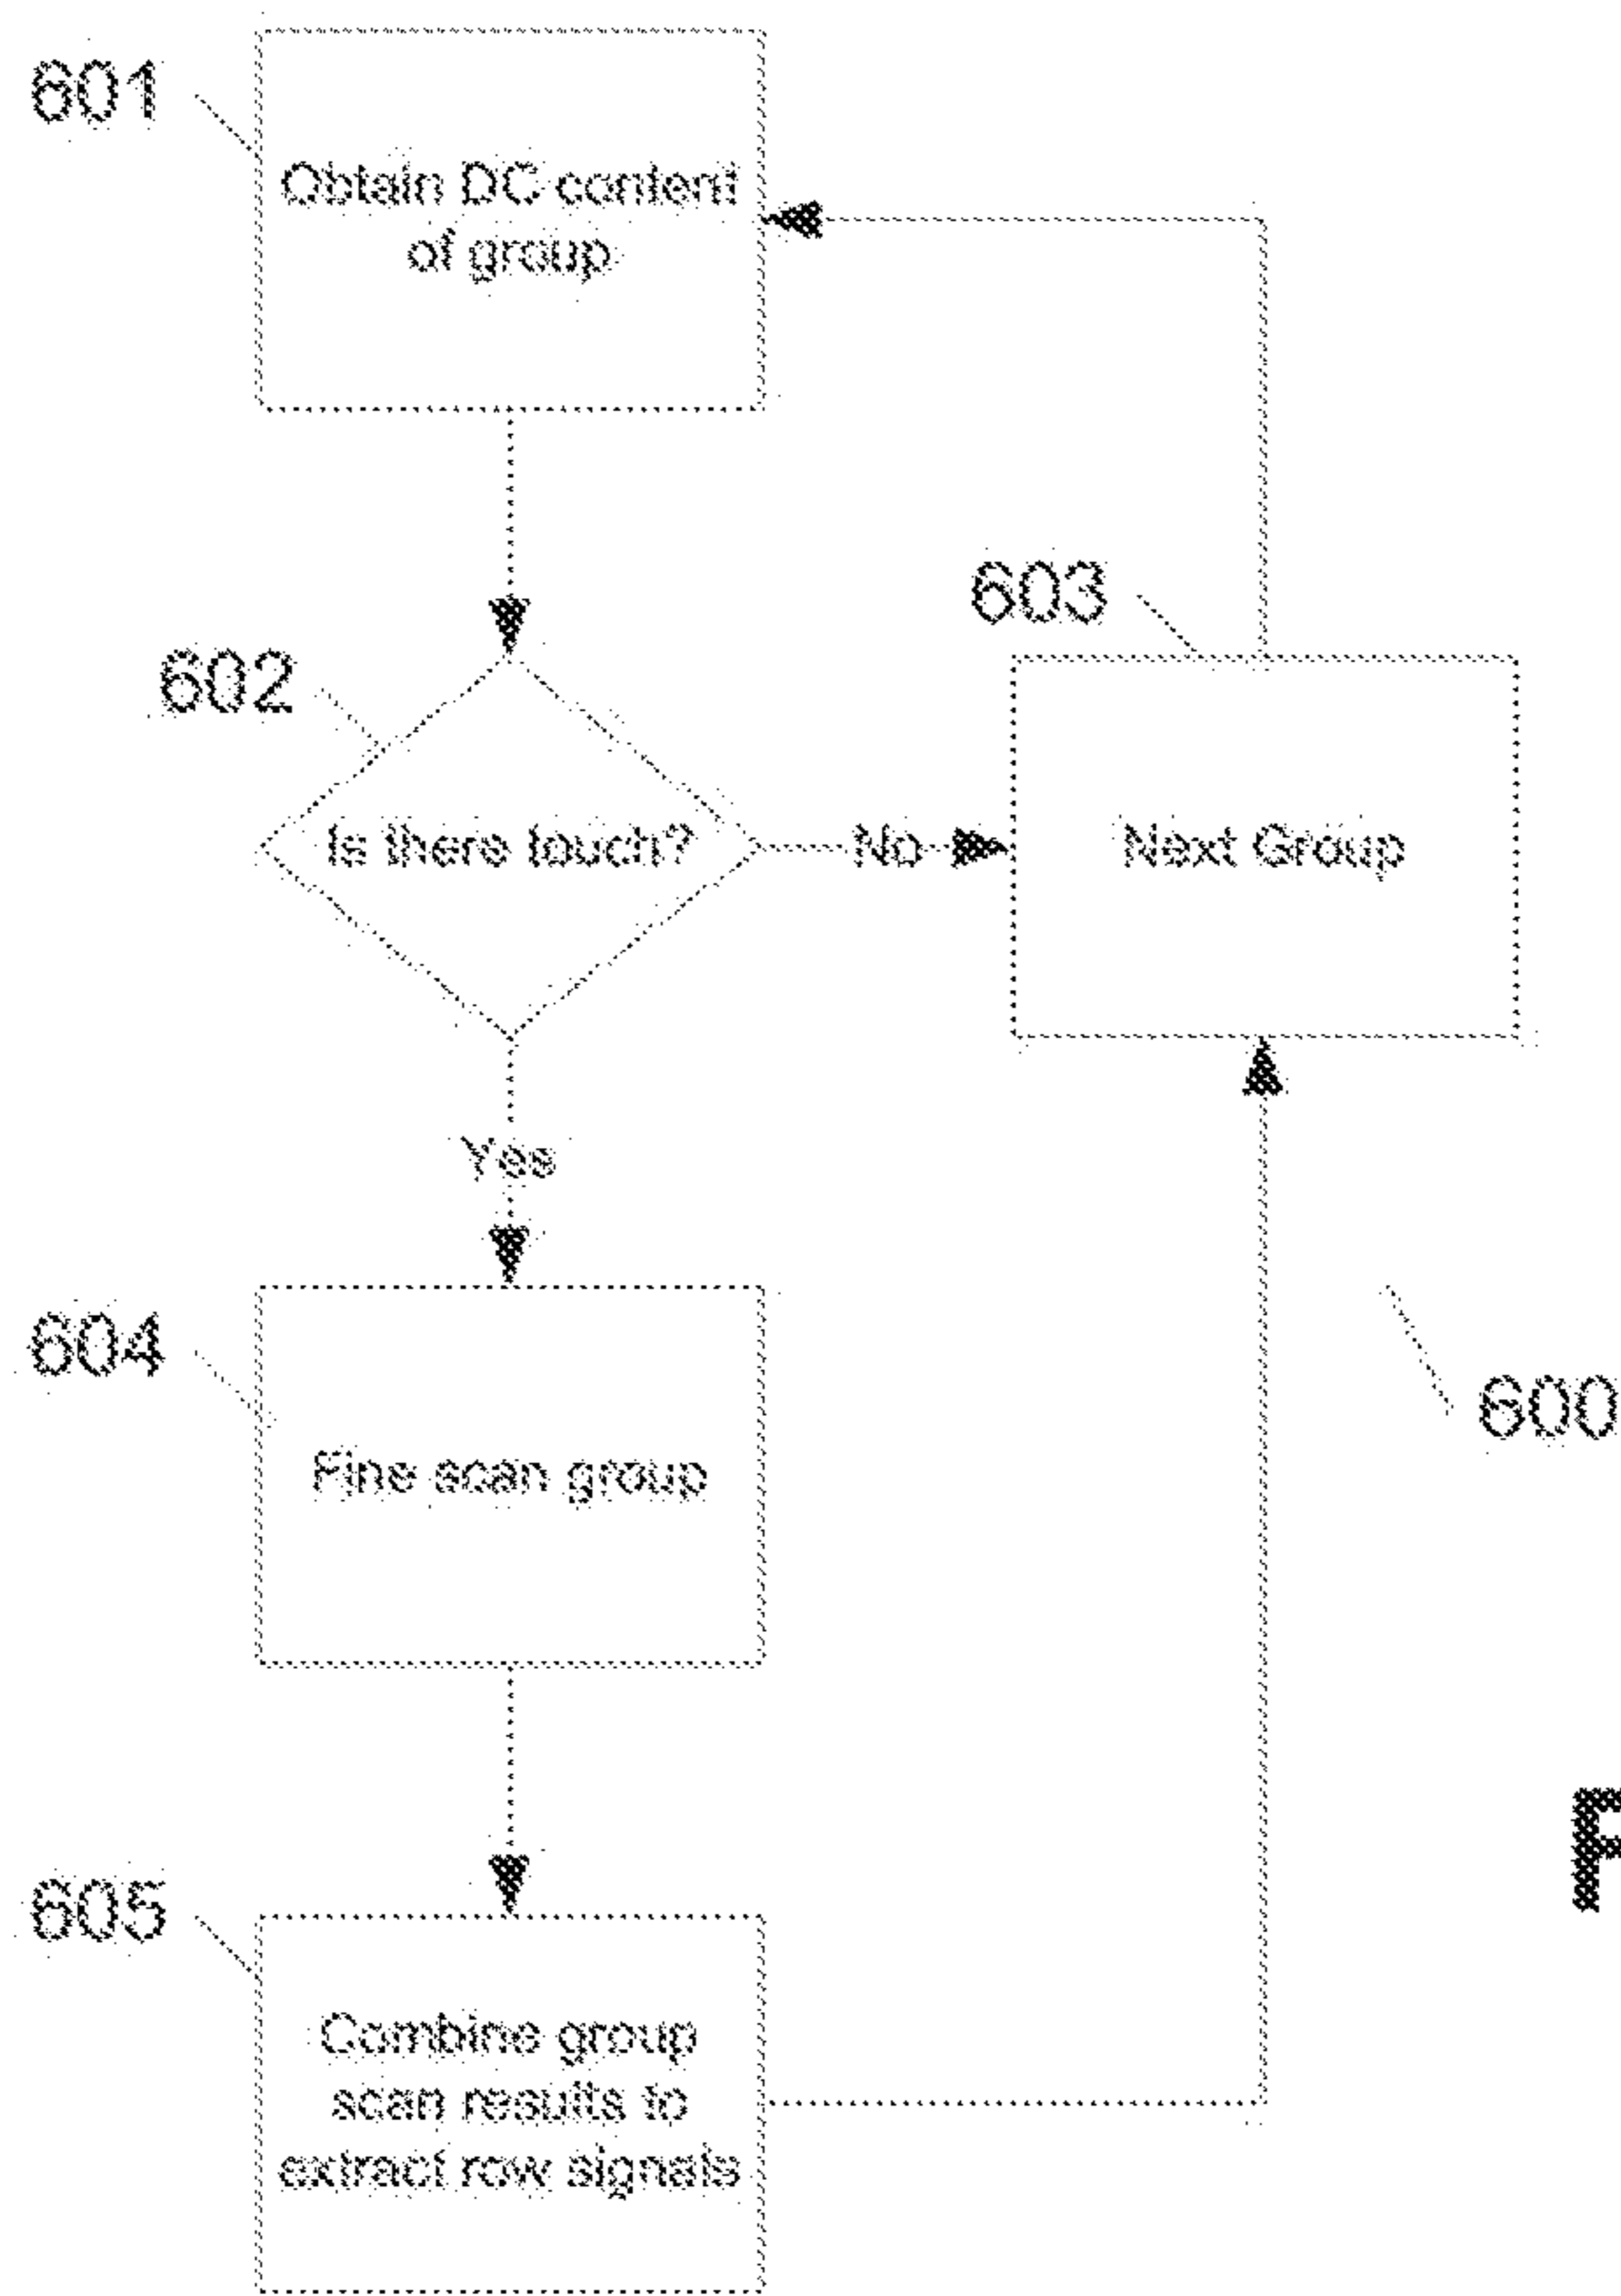 601
Obtain DC content
of group
603
602
Is there touch?
No
Next Group
Yes
604
Fine scan group
600
F
605
Combine group
scan results to
extract row signals